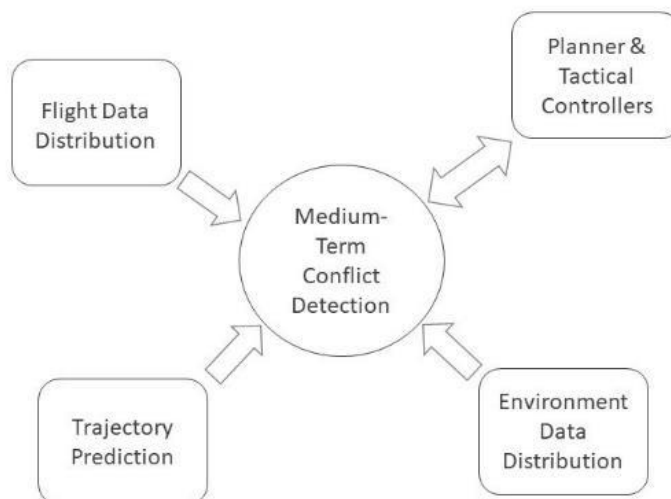 Planner &
Tactical
Controllers
Flight Data
Distribution
Medium-
Term
Conflict
Detection
Trajectory
Prediction
Environment
Data
Distribution